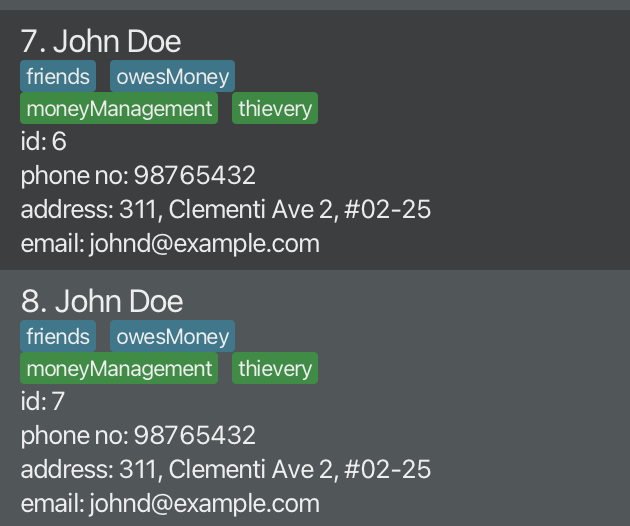 7. John Doe
friends owesMoney
moneyManagement thievery
id: 6
phone no: 98765432
address: 311, Clementi Ave 2, #02-25
email: johnd@example.com
8. John Doe
friends owesMoney
moneyManagement thievery
id: 7
phone no: 98765432
address: 311, Clementi Ave 2, #02-25
email: johnd@example.com